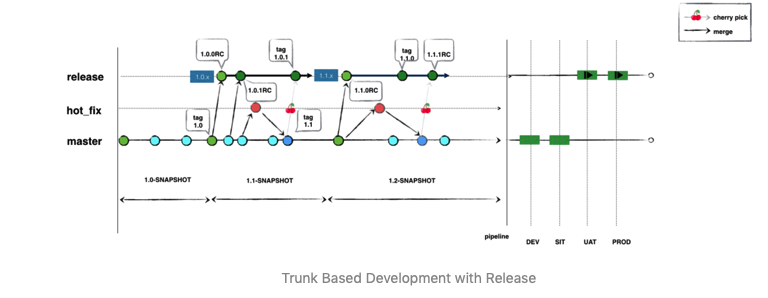 cherry pick
merge
1.0.0RC
tag
1.0.1
tag
1.1.0
1.1.1RC
release
1.0.x
1.1.x
1.0.1RC
1.1.0RC
hot_fix
tag
1.0
tag
1.1
master
1.0-SNAPSHOT
1.1-SNAPSHOT
1.2-SNAPSHOT
pipeline
DEV
SIT
UAT
PROD
Trunk Based Development with Release